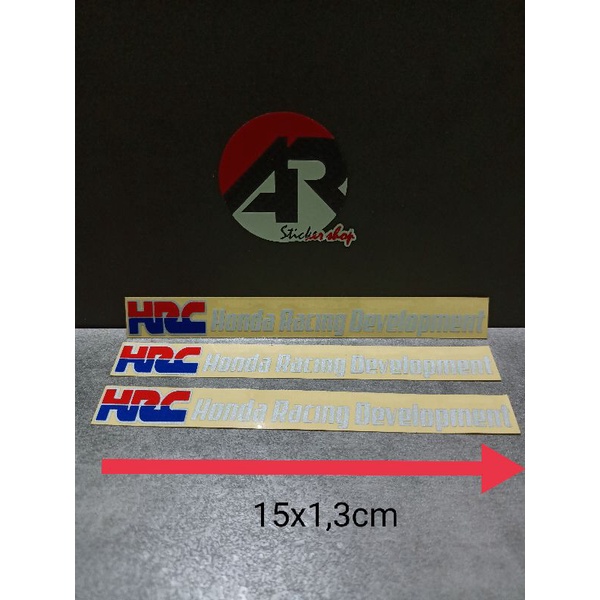 AR
Sticker shop
HRC Honda Racing Development
HRC Honda Racing Development
HRC Honda Racing Development
15x1,3cm